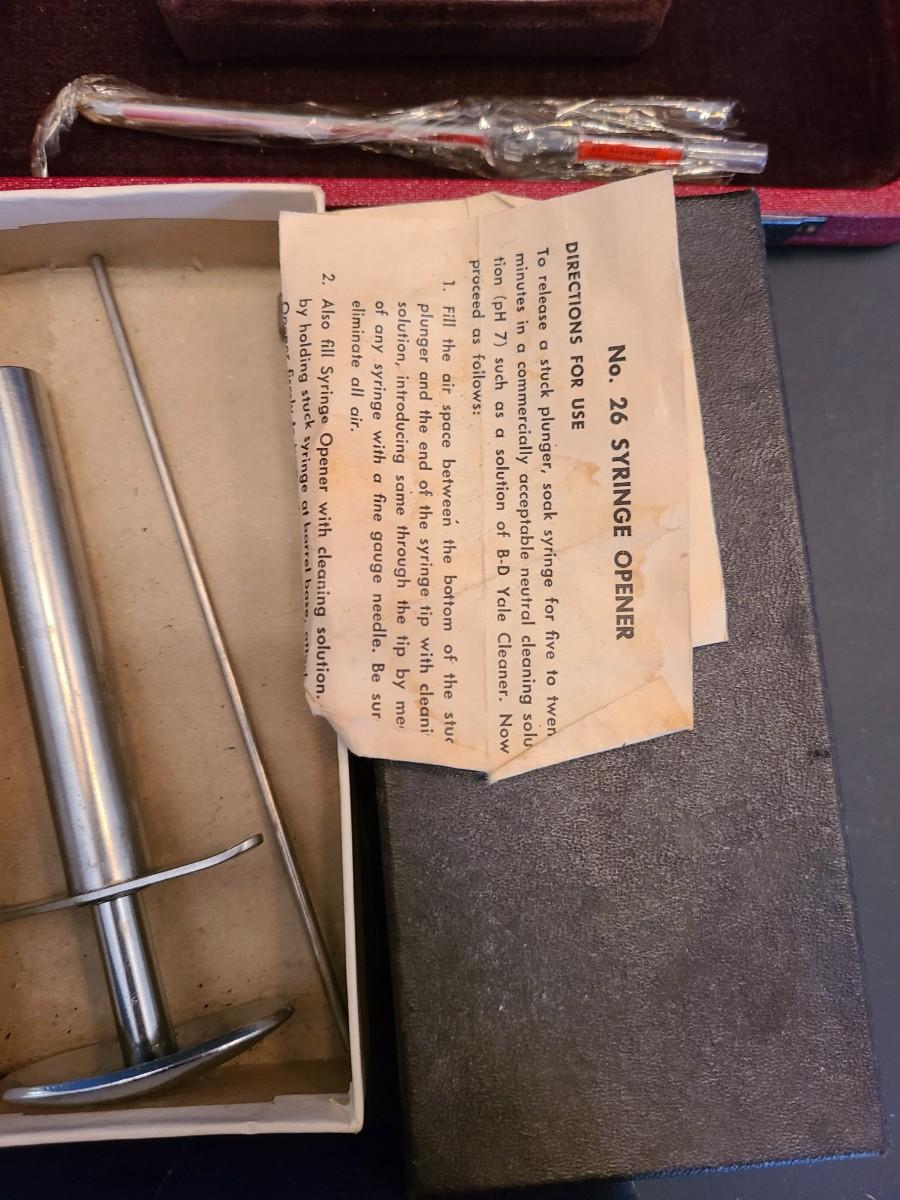 No. 26 SYRINGE OPENER
DIRECTIONS FOR USE
To release a stuck plunger, soak syringe for five to twen
minutes in a commercially acceptable neutral cleaning solu
tion (pH 7) such as a solution of B-D Yale Cleaner. Now
proceed as follows:
1. Fill the air space between the bottom of the stuc
plunger and the end of the syringe tip with cleani
solution, introducing same through the tip by me
of any syringe with a fine gauge needle. Be sur
eliminate all air.
2. Also fill Syringe Opener with cleaning solution.
by holding stuck syringe at barrel base,